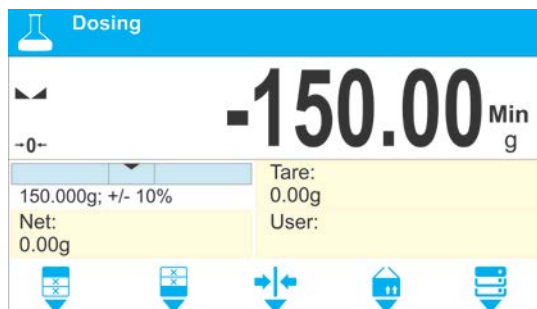 Dosing
-150.00 Min
g
→0←
150.000g; +/- 10%
Tare:
0.00g
Net:
0.00g
User: